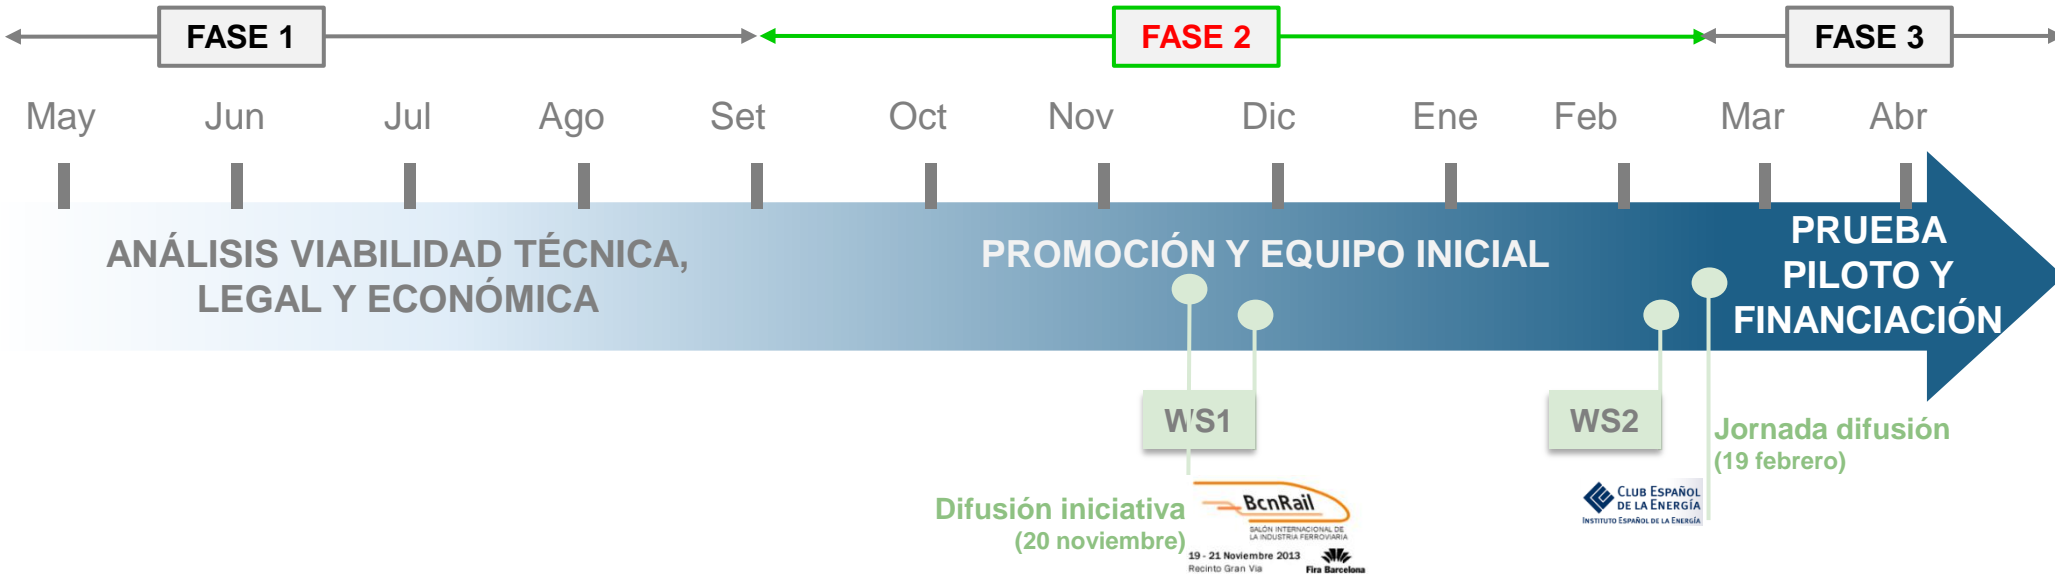 FASE 1
FASE 2
FASE 3
May
Jun
Jul
Ago
Set
Oct
Nov
Dic
Ene
Feb
Mar
Abr
ANÁLISIS VIABILIDAD TÉCNICA,
LEGAL Y ECONÓMICA
PROMOCIÓN Y EQUIPO INICIAL
PRUEBA
PILOTO Y
FINANCIACIÓN
WS1
WS2
Jornada difusión
(19 febrero)
Difusión iniciativa
(20 noviembre)
BcnRail
SALÓN INTERNACIONAL DE
LA INDUSTRIA FERROVIARIA
19 - 21 Noviembre 2013
Recinto Gran Via
Fira Barcelona
CLUB ESPAÑOL
DE LA ENERGÍA
INSTITUTO ESPAÑOL DE LA ENERGÍA